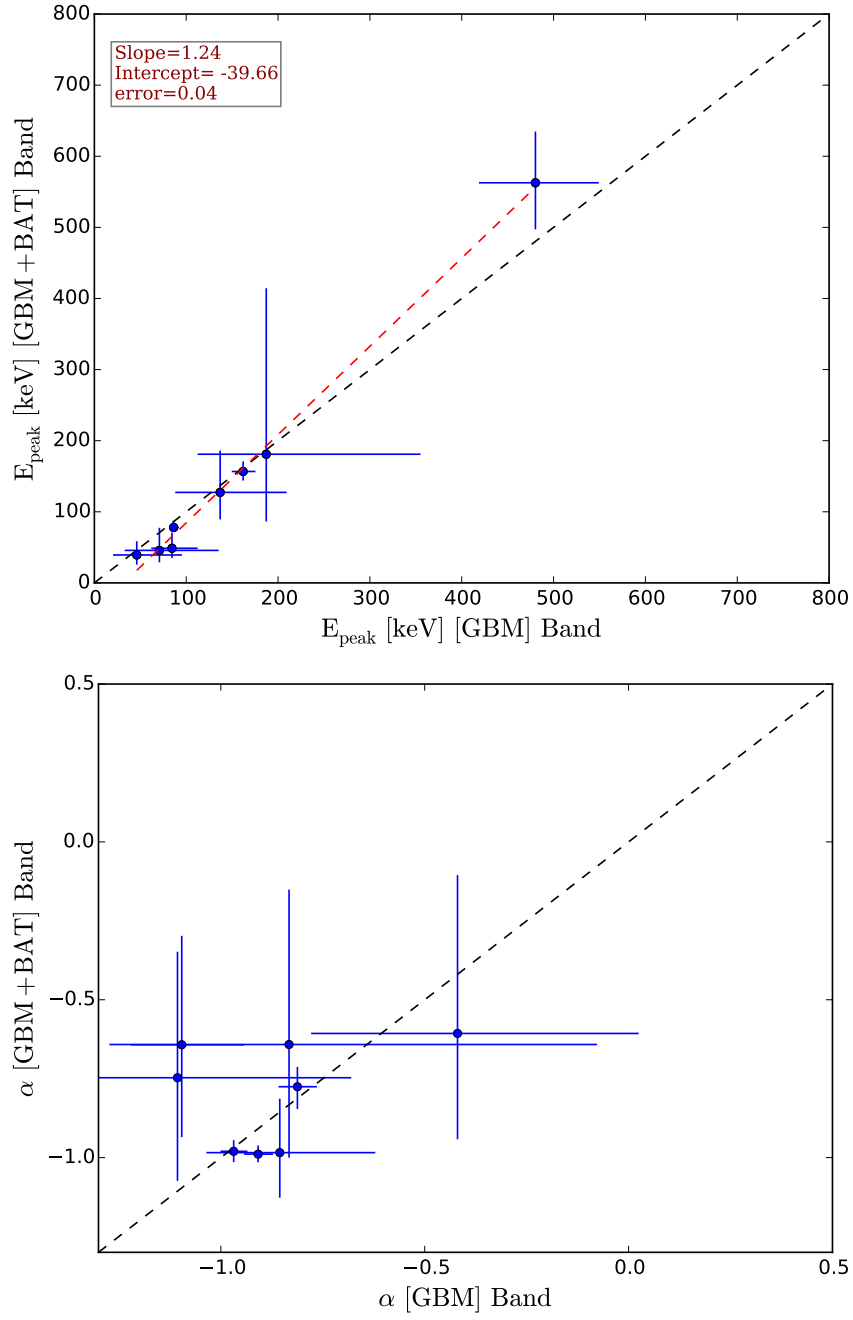 800
700
600
500
400
300
200
100
0
E_peak [keV] [GBM+BAT] Band
Slope=1.24
Intercept= -39.66
error=0.04
0 100 200 300 400 500 600 700 800
E_peak [keV] [GBM] Band
0.5
0.0
−0.5
−1.0
α [GBM+BAT] Band
−1.0 −0.5 0.0 0.5
α [GBM] Band